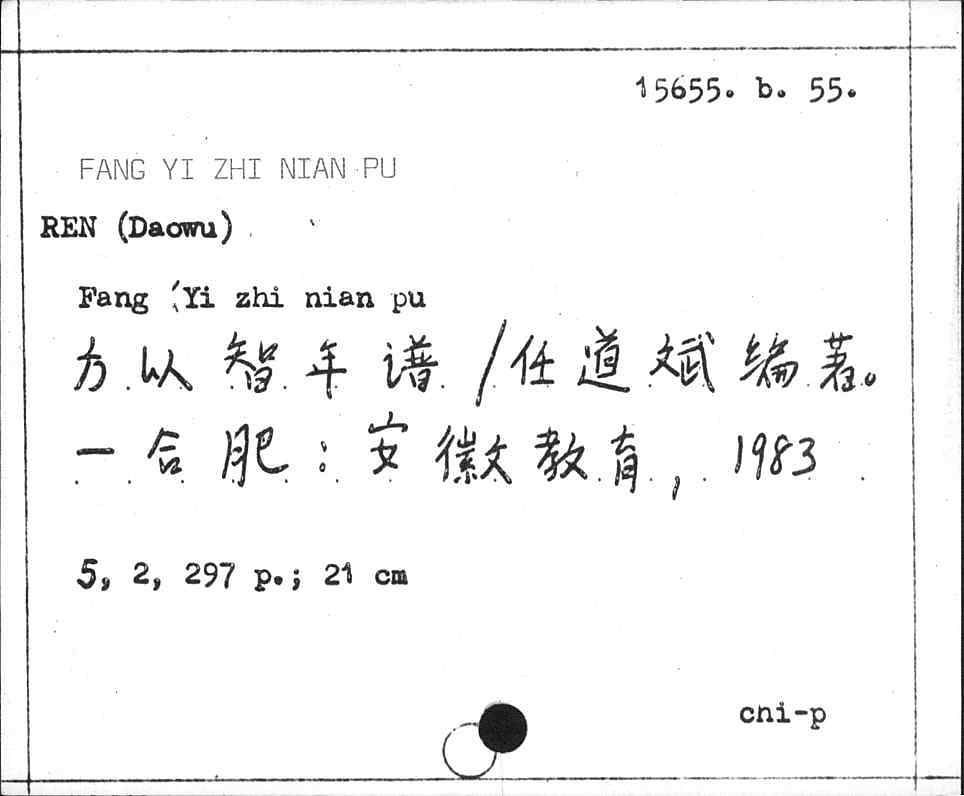 15655. b. 55.
FANG YI ZHI NIAN PU
REN (Daowu)
Fang Yi zhi nian pu
方以智年谱/任道斌编著。
一合肥：安徽教育, 1983
5, 2, 297 p.; 21 cm
chi-p